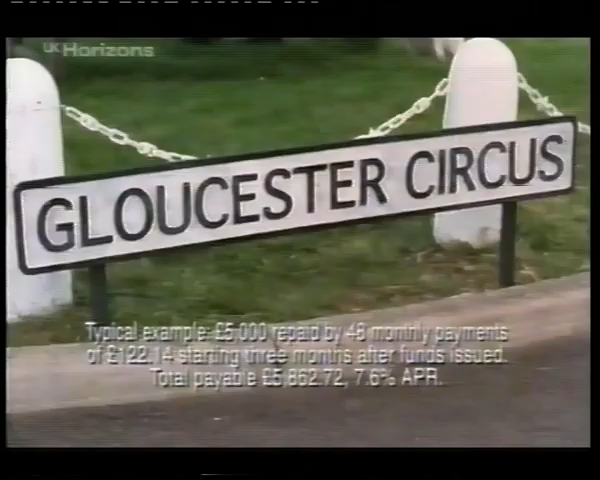 UK Horizons
GLOUCESTER CIRCUS
Typical example: £5,000 repaid by 48 monthly payments
of £122.14 starting three months after funds issued.
Total payable £5,862.72, 7.6% APR.